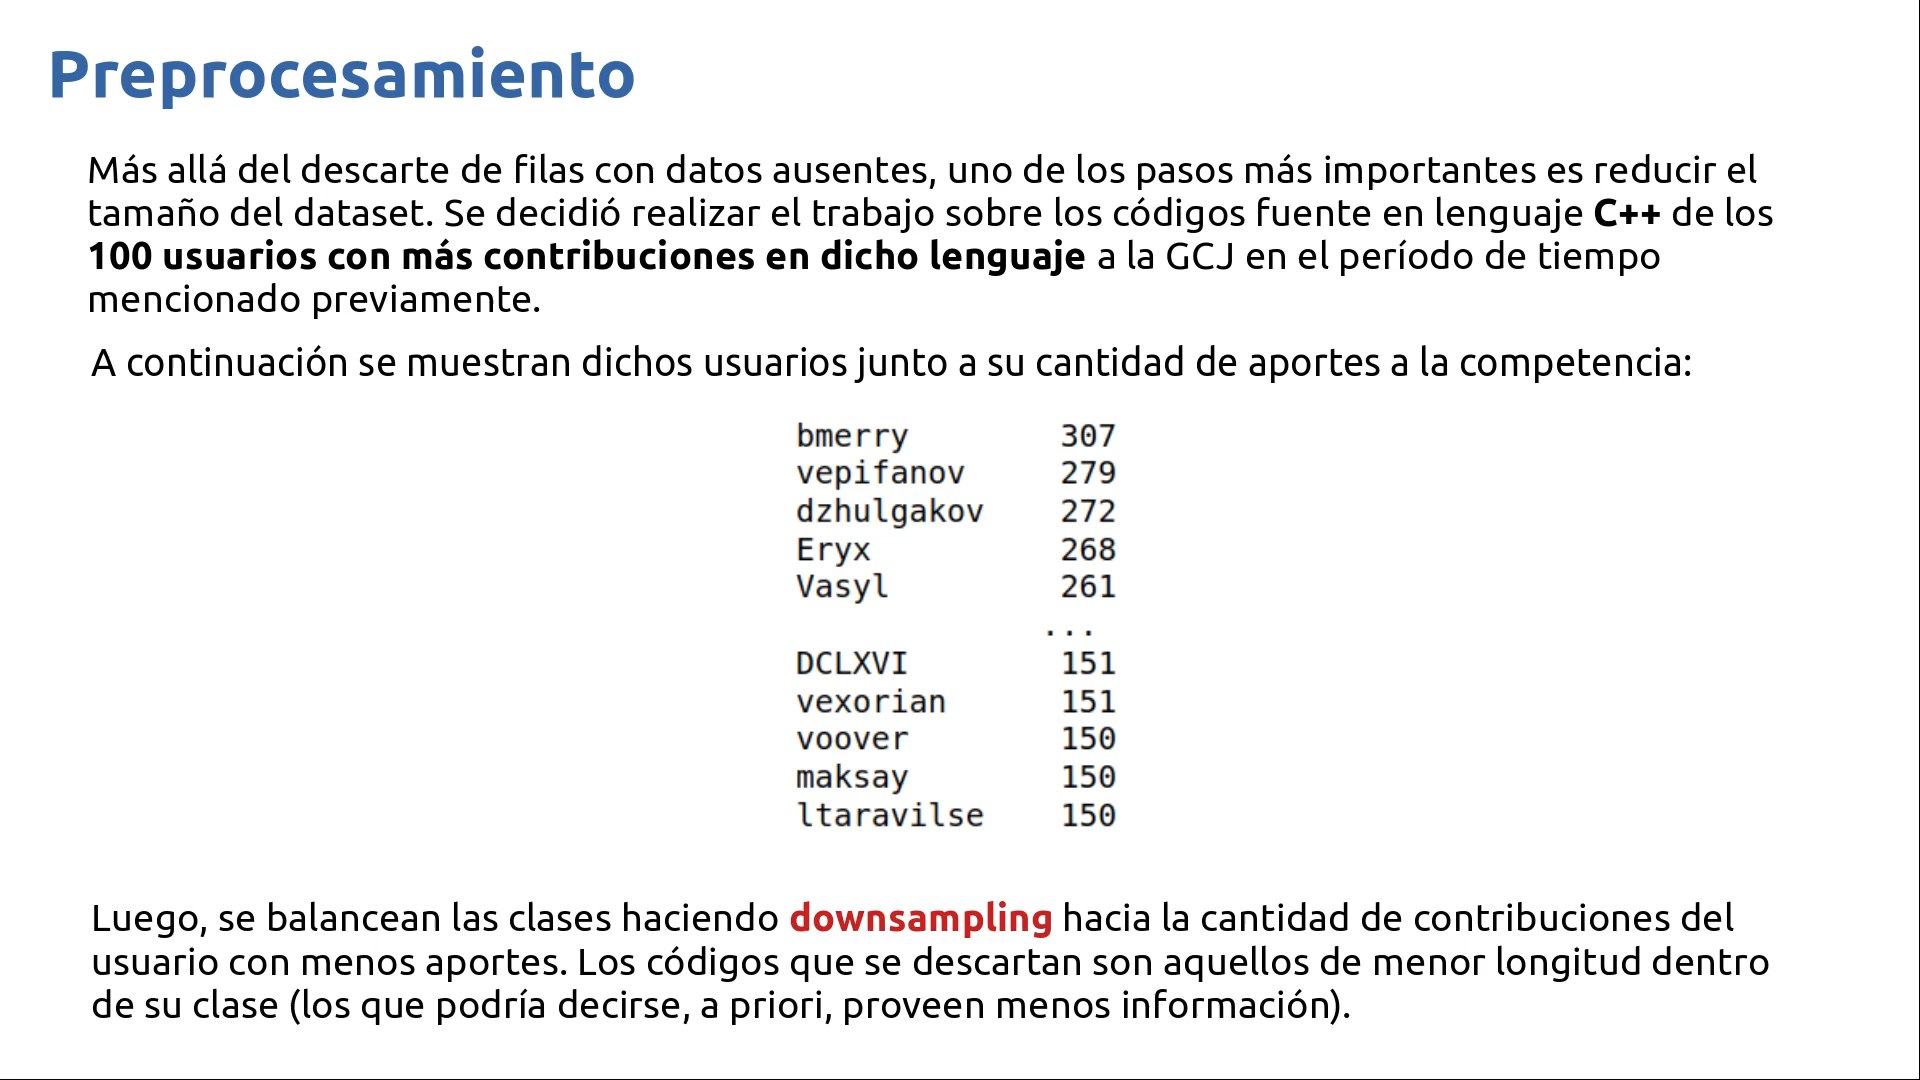 Preprocesamiento
Más allá del descarte de filas con datos ausentes, uno de los pasos más importantes es reducir el
tamaño del dataset. Se decidió realizar el trabajo sobre los códigos fuente en lenguaje C++ de los
100 usuarios con más contribuciones en dicho lenguaje a la GCJ en el período de tiempo
mencionado previamente.
A continuación se muestran dichos usuarios junto a su cantidad de aportes a la competencia:
bmerry 307
vepifanov 279
dzhulgakov 272
Eryx 268
Vasyl 261
...
DCLXVI 151
vexorian 151
voover 150
maksay 150
ltaravilse 150
Luego, se balancean las clases haciendo downsampling hacia la cantidad de contribuciones del
usuario con menos aportes. Los códigos que se descartan son aquellos de menor longitud dentro
de su clase (los que podría decirse, a priori, proveen menos información).